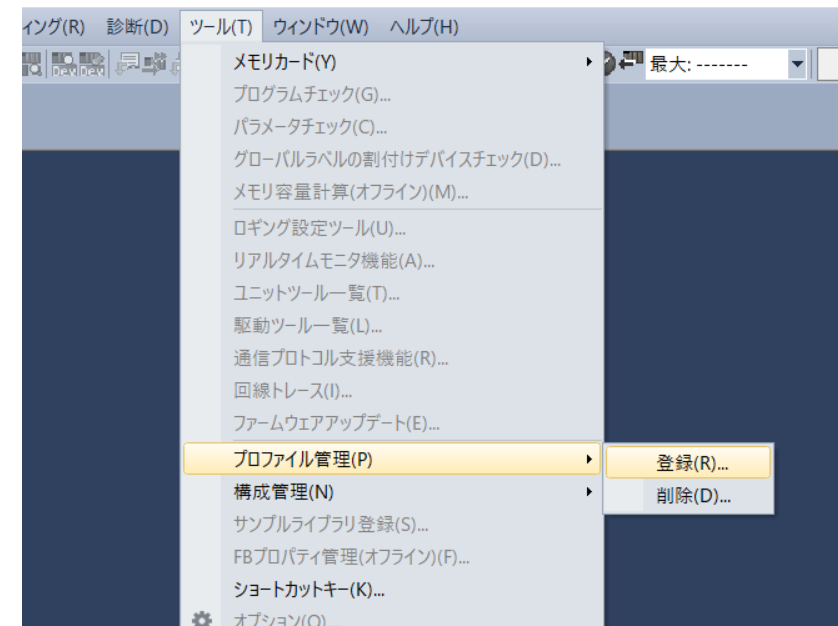 ィング(R) 診断(D) ツール(T) ウィンドウ(W) ヘルプ(H)
Dev Dev 最大: -------
メモリカード(Y)
プログラムチェック(G)...
パラメータチェック(C)...
グローバルラベルの割付けデバイスチェック(D)...
メモリ容量計算(オフライン)(M)...
ロギング設定ツール(U)...
リアルタイムモニタ機能(A)...
ユニットツール一覧(T)...
駆動ツール一覧(L)...
通信プロトコル支援機能(R)...
回線トレース(I)...
ファームウェアアップデート(E)...
プロファイル管理(P)
登録(R)...
構成管理(N)
削除(D)...
サンプルライブラリ登録(S)...
FBプロパティ管理(オフライン)(F)...
ショートカットキー(K)...
オプション(O)...